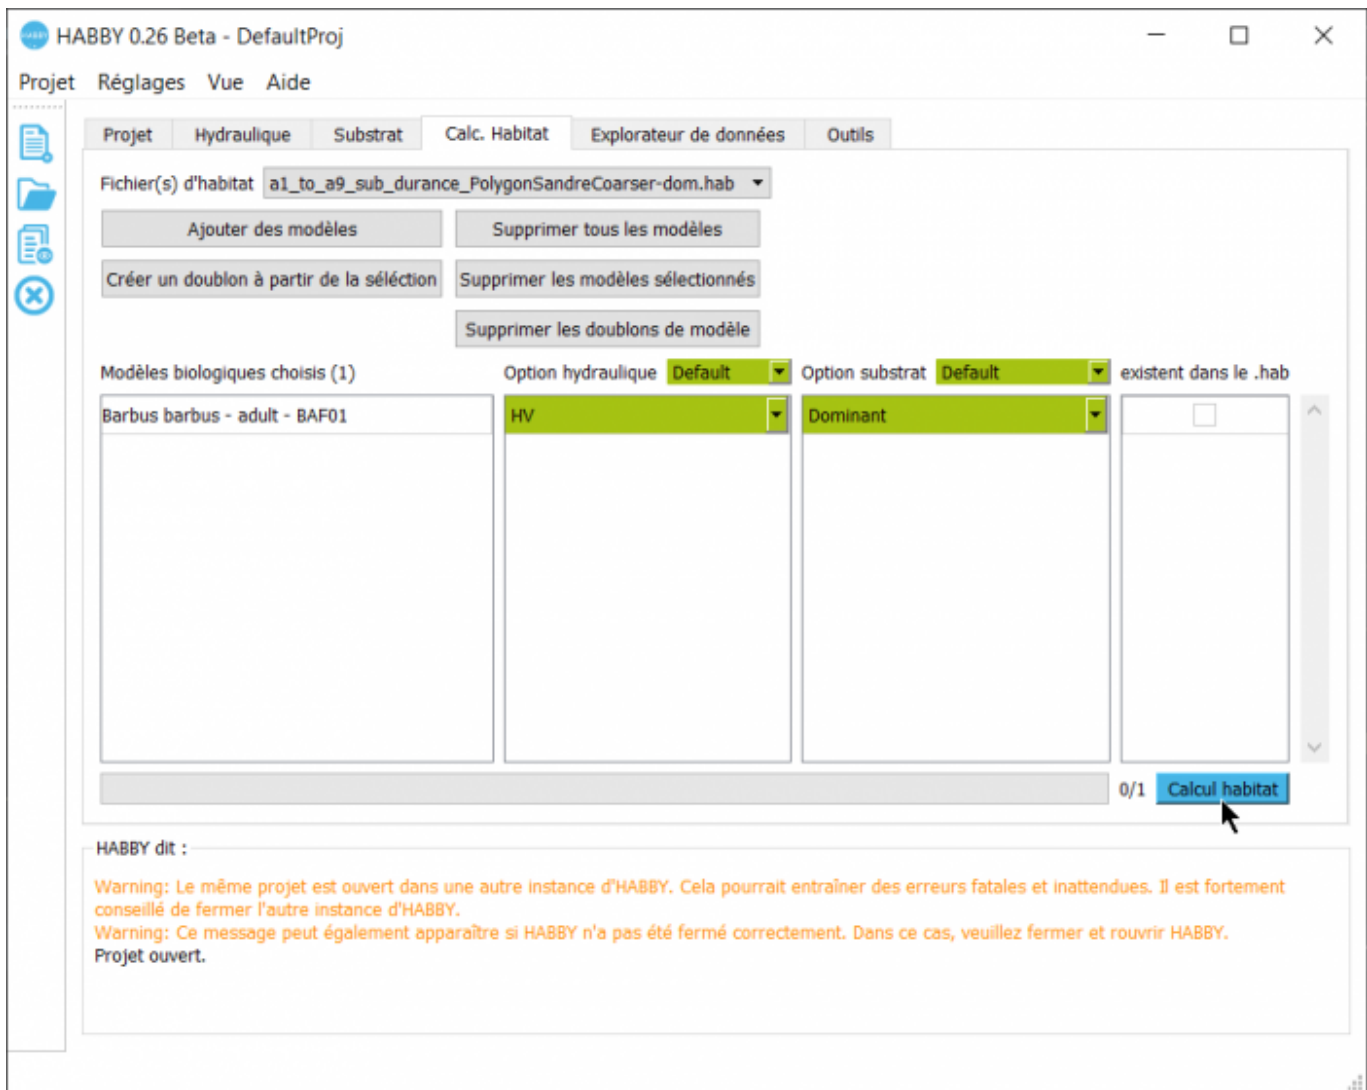 HABBY 0.26 Beta - DefaultProj
Projet Réglages Vue Aide
Projet Hydraulique Substrat Calc. Habitat Explorateur de données Outils
Fichier(s) d'habitat a1_to_a9_sub_durance_PolygonSandreCoarser-dom.hab
Ajouter des modèles Supprimer tous les modèles
Créer un doublon à partir de la séléction Supprimer les modèles sélectionnés
Supprimer les doublons de modèle
Modèles biologiques choisis (1) Option hydraulique Default Option substrat Default existent dans le .hab
Barbus barbus - adult - BAF01 HV Dominant
0/1 Calcul habitat
HABBY dit :
Warning: Le même projet est ouvert dans une autre instance d'HABBY. Cela pourrait entraîner des erreurs fatales et inattendues. Il est fortement
conseillé de fermer l'autre instance d'HABBY.
Warning: Ce message peut également apparaître si HABBY n'a pas été fermé correctement. Dans ce cas, veuillez fermer et rouvrir HABBY.
Projet ouvert.